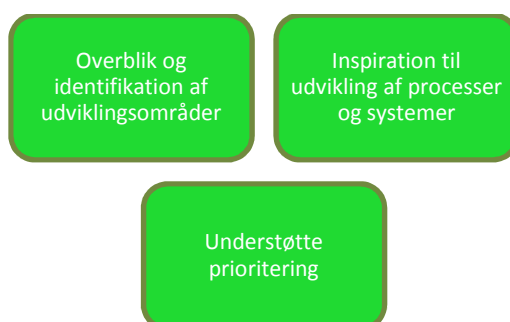 Overblik og
identifikation af
udviklingsområder
Inspiration til
udvikling af processer
og systemer
Understøtte
prioritering